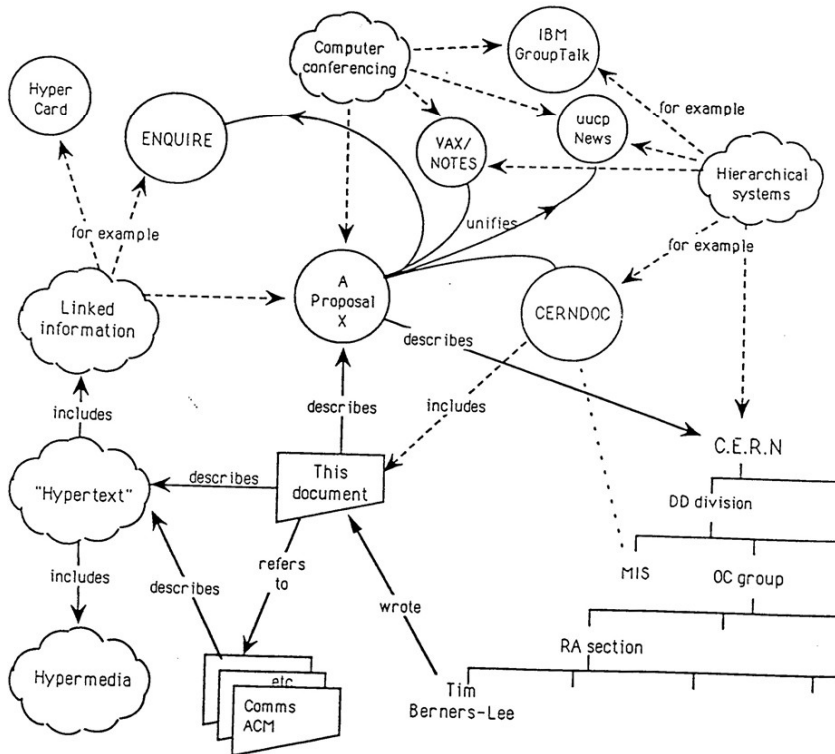 IBM
GroupTalk
Computer
conferencing
Hyper
Card
ENQUIRE
for example
uucp
News
VAX/
NOTES
Hierarchical
systems
unifies
for example
for example
A
Proposal
X
Linked
information
CERNDOC
describes
includes
describes
includes
C.E.R.N
This
document
describes
"Hypertext"
DD division
refers
to
includes
describes
MIS
OC group
wrote
RA section
Hypermedia
etc
Tim
Berners-Lee
Comms
ACM